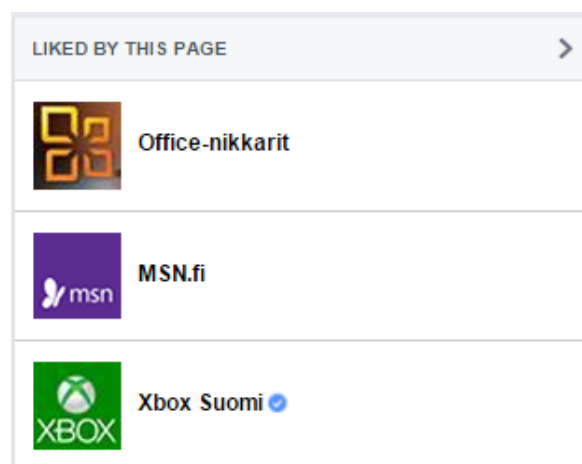 LIKED BY THIS PAGE
Office-nikkarit
msn
MSN.fi
XBOX
Xbox Suomi